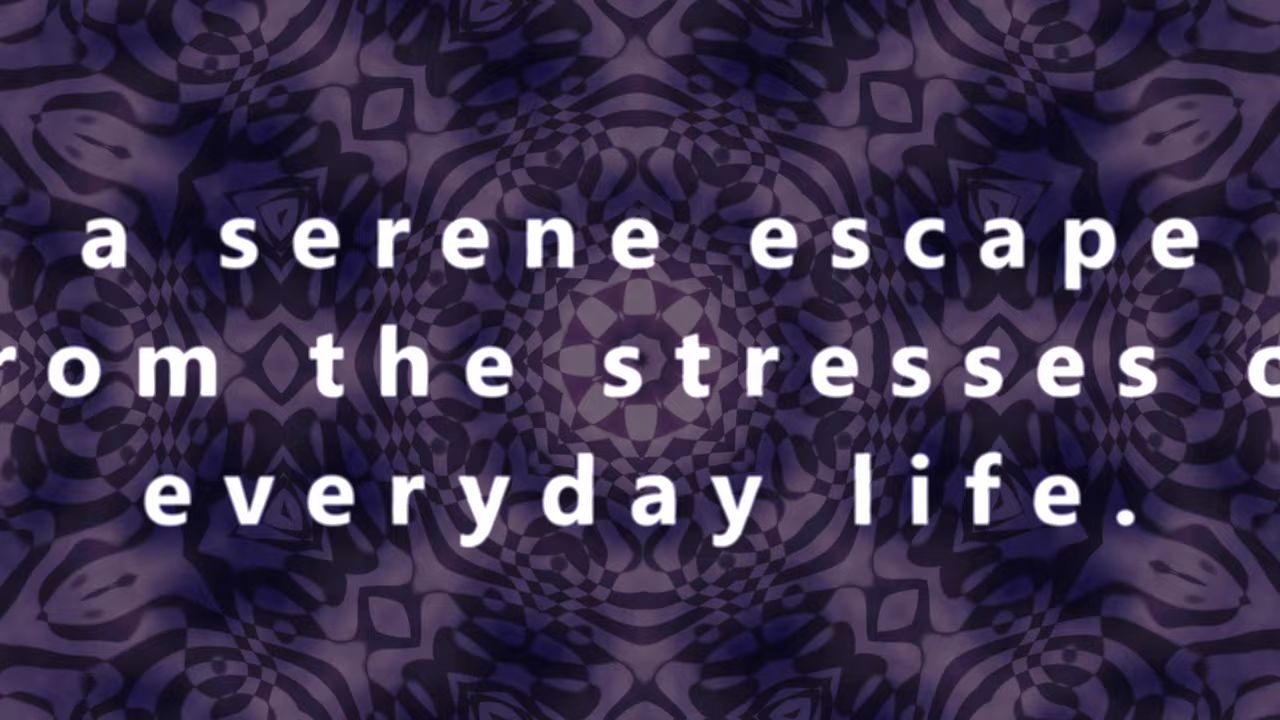 a serene escape
rom the stresses o
everyday life.